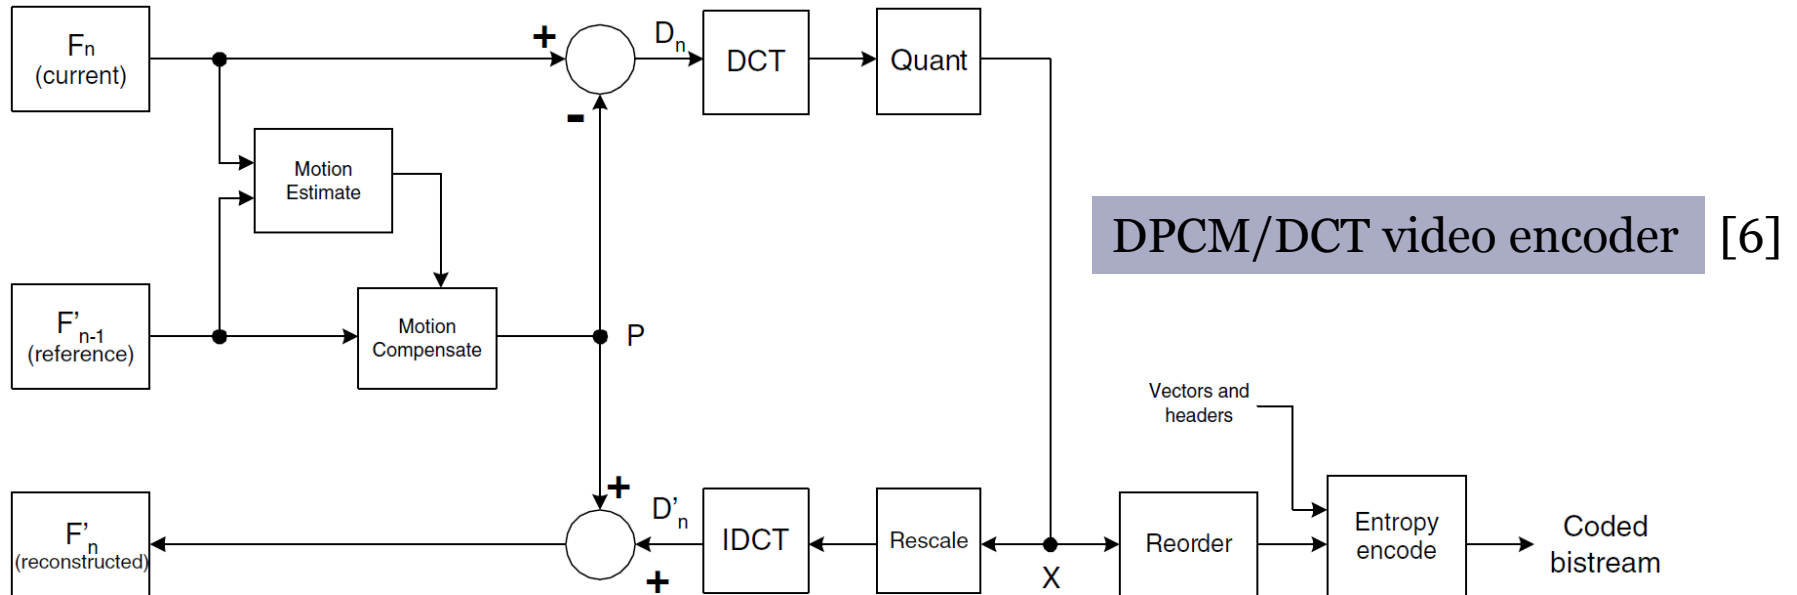 Fn
(current)
+
Dn
DCT
Quant
-
Motion
Estimate
DPCM/DCT video encoder [6]
F'n-1
(reference)
Motion
Compensate
P
Vectors and
headers
F'n
(reconstructed)
+
+
D'n
IDCT
Rescale
X
Reorder
Entropy
encode
Coded
bistream